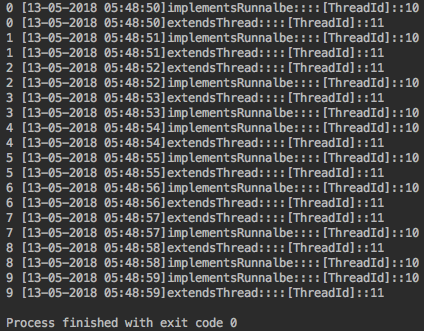 0 [13-05-2018 05:48:50]implementsRunnalbe::::[ThreadId]::10
0 [13-05-2018 05:48:50]extendsThread::::[ThreadId]::11
1 [13-05-2018 05:48:51]implementsRunnalbe::::[ThreadId]::10
1 [13-05-2018 05:48:51]extendsThread::::[ThreadId]::11
2 [13-05-2018 05:48:52]extendsThread::::[ThreadId]::11
2 [13-05-2018 05:48:52]implementsRunnalbe::::[ThreadId]::10
3 [13-05-2018 05:48:53]extendsThread::::[ThreadId]::11
3 [13-05-2018 05:48:53]implementsRunnalbe::::[ThreadId]::10
4 [13-05-2018 05:48:54]implementsRunnalbe::::[ThreadId]::10
4 [13-05-2018 05:48:54]extendsThread::::[ThreadId]::11
5 [13-05-2018 05:48:55]implementsRunnalbe::::[ThreadId]::10
5 [13-05-2018 05:48:55]extendsThread::::[ThreadId]::11
6 [13-05-2018 05:48:56]implementsRunnalbe::::[ThreadId]::10
6 [13-05-2018 05:48:56]extendsThread::::[ThreadId]::11
7 [13-05-2018 05:48:57]implementsRunnalbe::::[ThreadId]::10
7 [13-05-2018 05:48:57]extendsThread::::[ThreadId]::11
8 [13-05-2018 05:48:58]extendsThread::::[ThreadId]::11
8 [13-05-2018 05:48:58]implementsRunnalbe::::[ThreadId]::10
9 [13-05-2018 05:48:59]implementsRunnalbe::::[ThreadId]::10
9 [13-05-2018 05:48:59]extendsThread::::[ThreadId]::11
Process finished with exit code 0